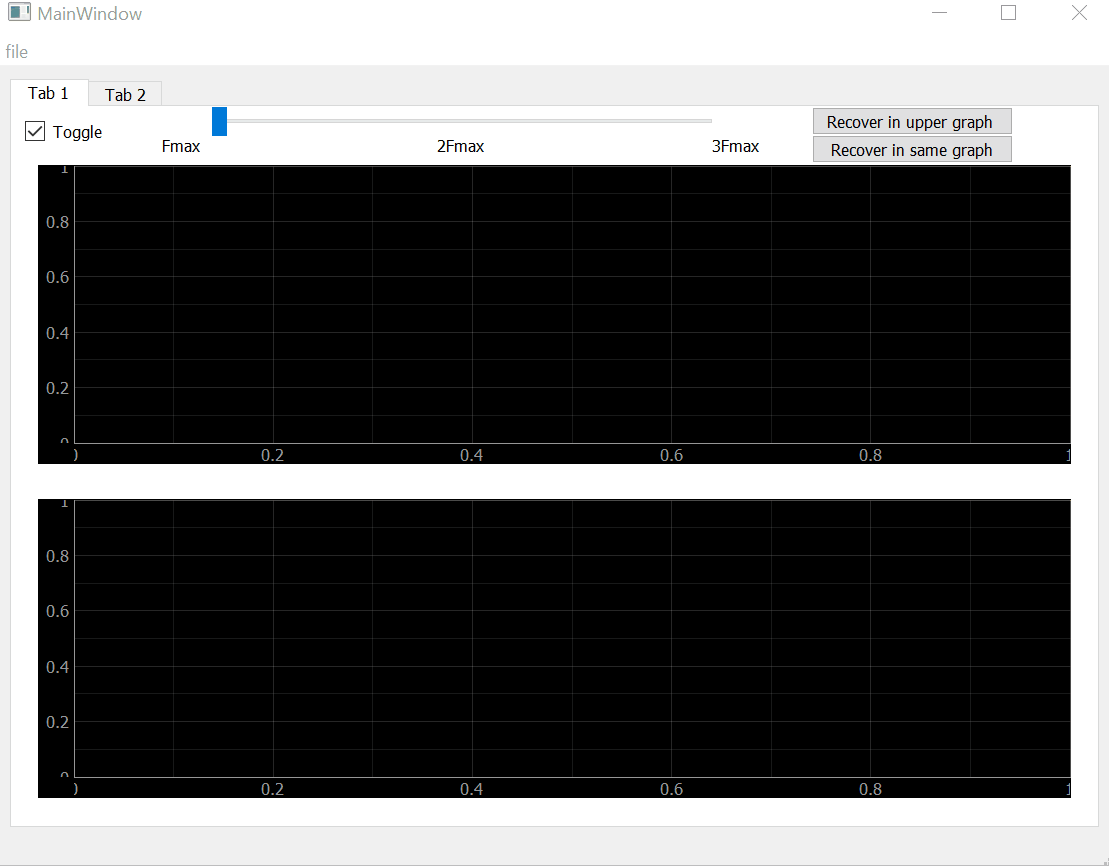 MainWindow
file
Tab 1 Tab 2
Toggle
Fmax 2Fmax 3Fmax
Recover in upper graph
Recover in same graph
1
0.8
0.6
0.4
0.2
0
0 0.2 0.4 0.6 0.8 1
1
0.8
0.6
0.4
0.2
0
0 0.2 0.4 0.6 0.8 1